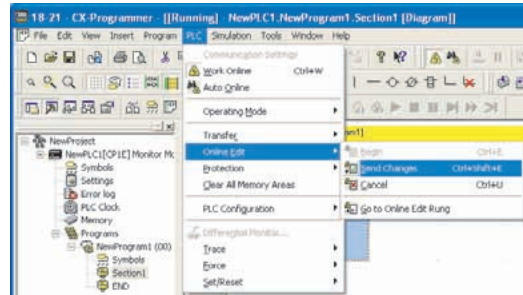 18-21 - CX-Programmer - [[Running] - NewPLC1.NewProgram1.Section1 [Diagram]]
File Edit View Insert Program PLC Simulation Tools Window Help
Communication Settings
Work Online Ctrl+W
Auto Online
Operating Mode
Transfer
Online Edit
Protection
Clear All Memory Areas
PLC Configuration
Differential Monitor...
Trace
Force
Set/Reset
Begin Ctrl+E
Send Changes Ctrl+Shift+E
Cancel Ctrl+U
Go to Online Edit Rung
NewProject
NewPLC1[CP1E] Monitor Mc
Symbols
Settings
Error log
PLC Clock
Memory
Programs
NewProgram1 (00)
Symbols
Section1
END